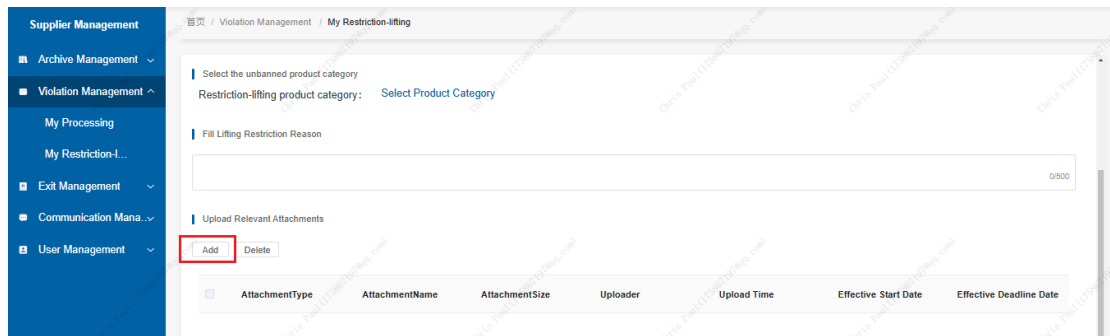 Supplier Management
首页 / Violation Management / My Restriction-lifting
Archive Management
Violation Management
My Processing
My Restriction-l...
Exit Management
Communication Mana...
User Management
Select the unbanned product category
Restriction-lifting product category: Select Product Category
Fill Lifting Restriction Reason
0/500
Upload Relevant Attachments
Add Delete
AttachmentType AttachmentName AttachmentSize Uploader Upload Time Effective Start Date Effective Deadline Date